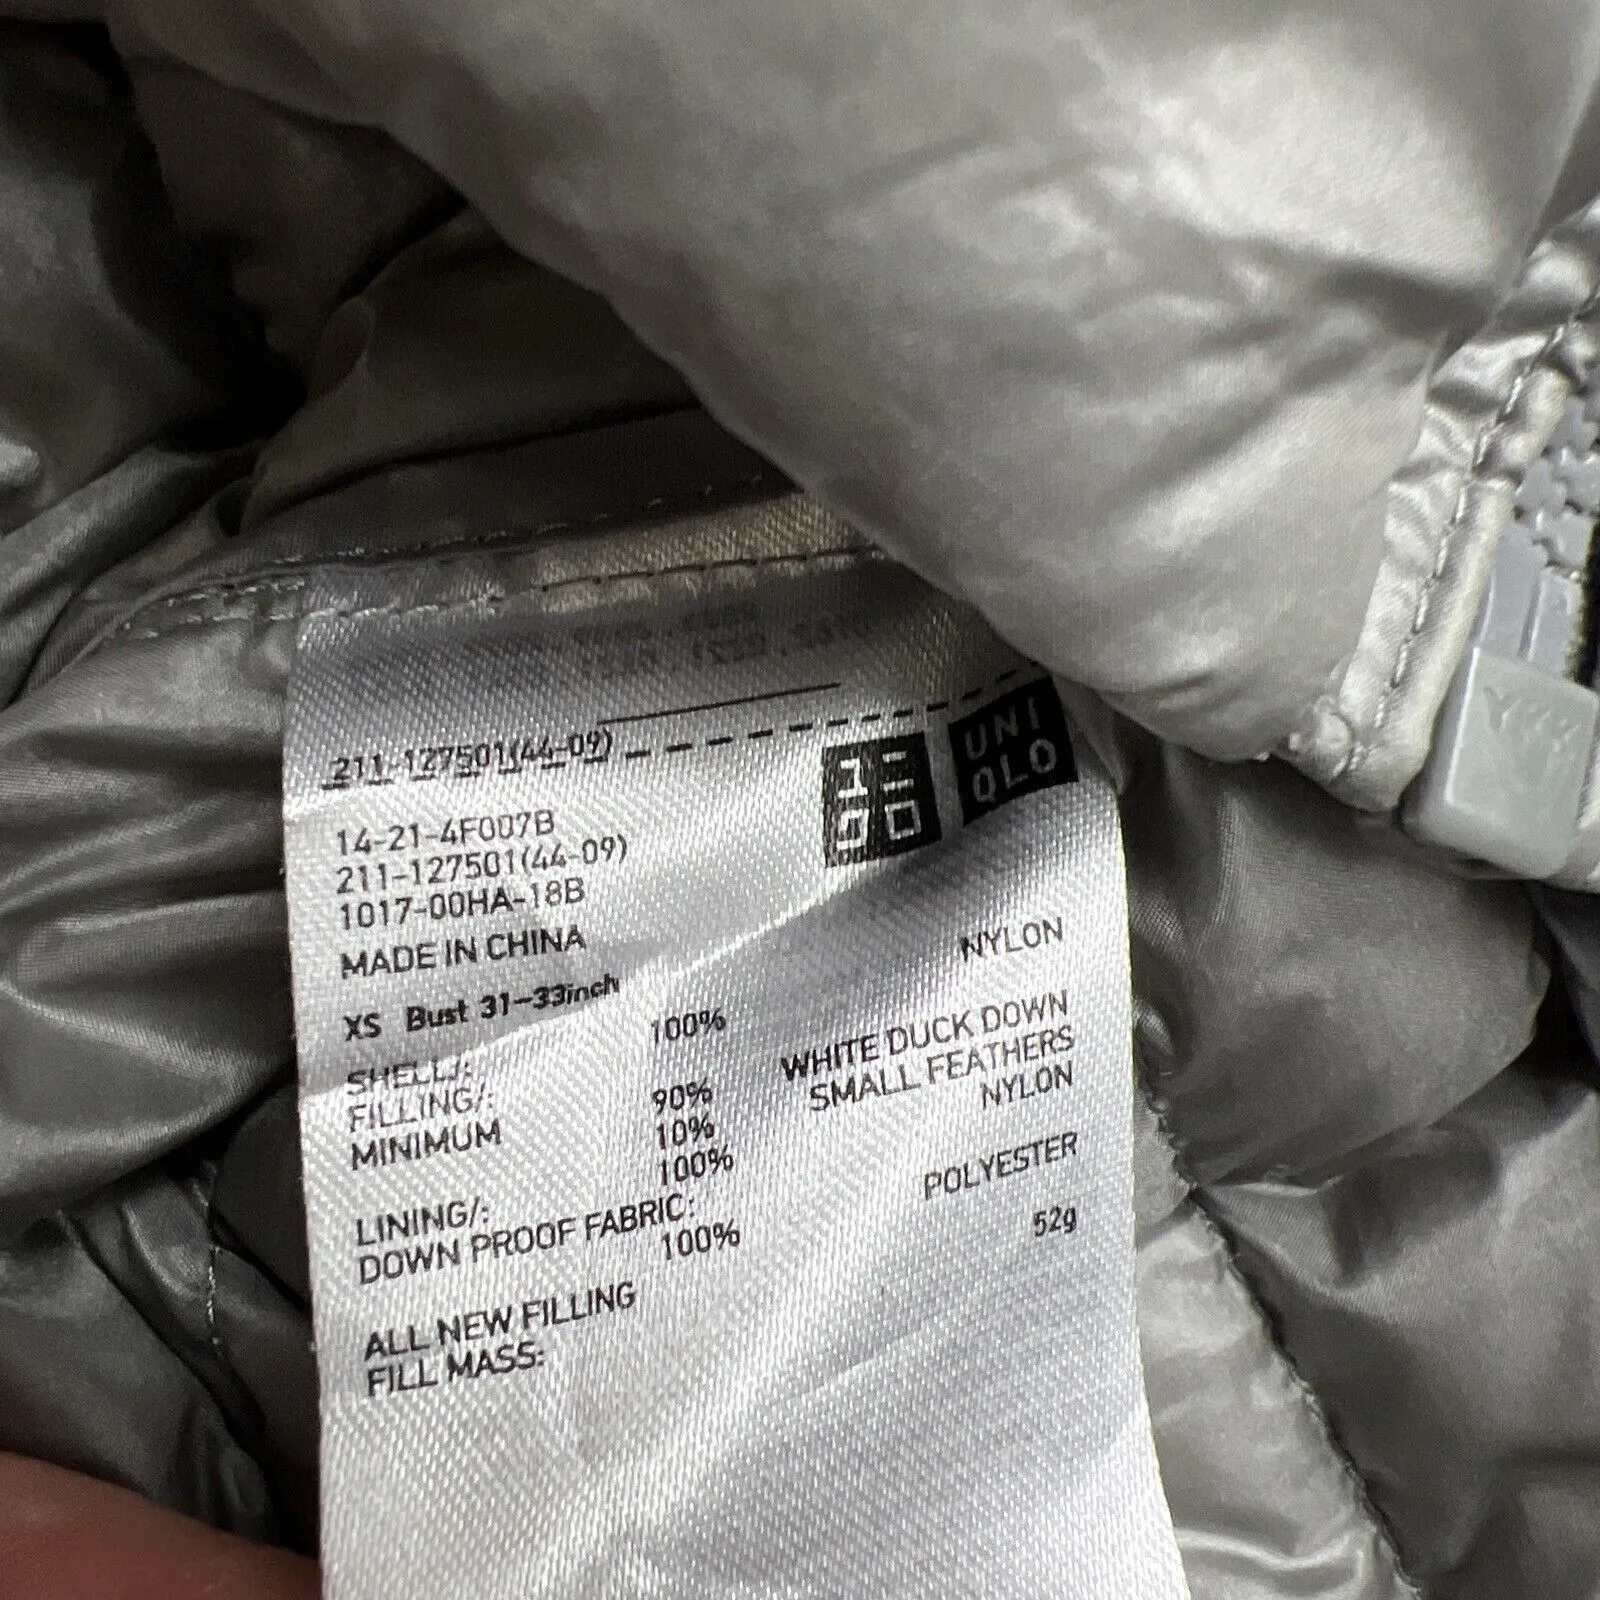 211-127501(44-09)
UNI
QLO
14-21-4F007B
211-127501(44-09)
1017-00HA-18B
MADE IN CHINA
XS Bust 31-33inch
SHELL/: 100% NYLON
FILLING/:
MINIMUM 90% WHITE DUCK DOWN
10% SMALL FEATHERS
LINING/: 100% NYLON
DOWN PROOF FABRIC:
100% POLYESTER
ALL NEW FILLING
FILL MASS: 52g
YKK